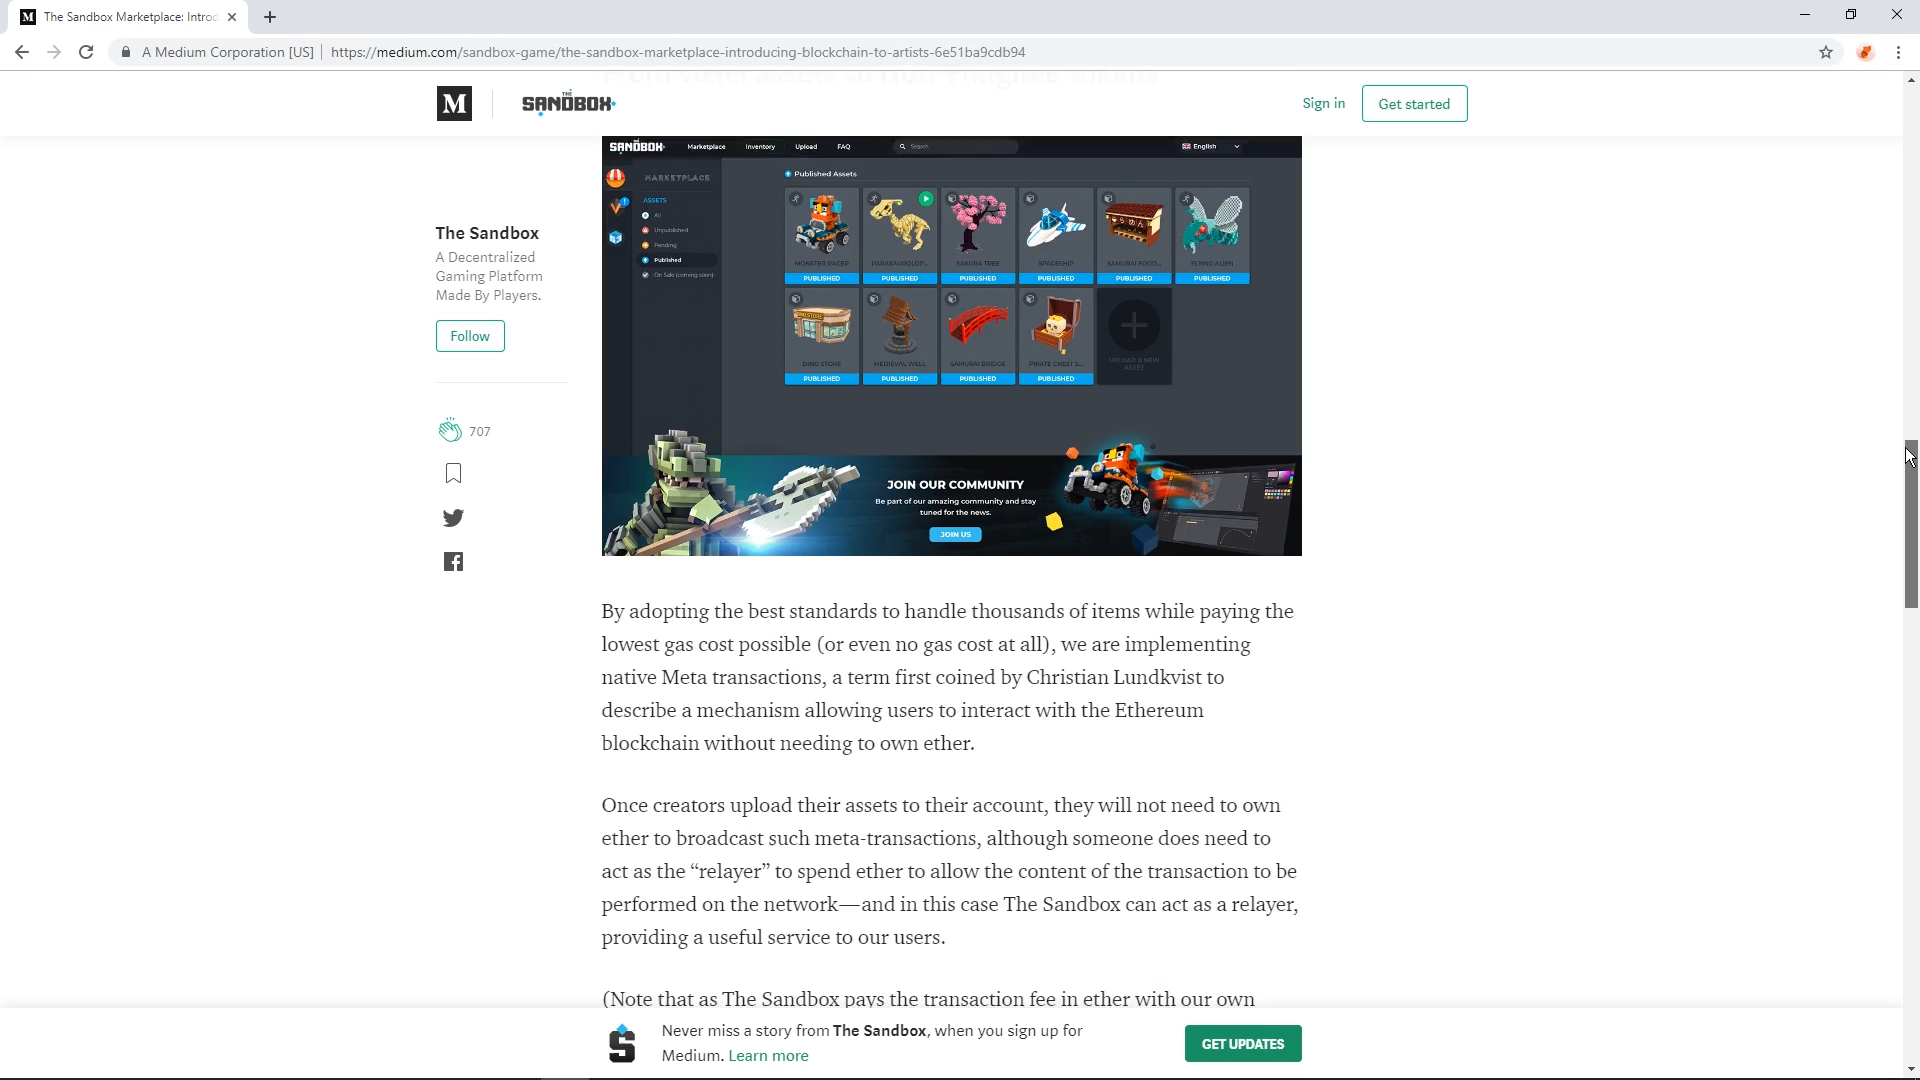 The Sandbox Marketplace: Introd
A Medium Corporation [US]
https://medium.com/sandbox-game/the-sandbox-marketplace-introducing-blockchain-to-artists-6e51ba9cdb94
M
THE
SANDBOX
Sign in
Get started
SANDBOX
Marketplace
Inventory
Upload
FAQ
Search
English
MARKETPLACE
Published Assets
ASSETS
All
Unpublished
Pending
Published
On Sale (coming soon)
MONSTER RACER
PARASAUROLOP...
SAKURA TREE
SPACESHIP
SAMURAI FOOD...
FLYING ALIEN
PUBLISHED
PUBLISHED
PUBLISHED
PUBLISHED
PUBLISHED
PUBLISHED
DINO STORE
MEDIEVAL WELL
SAMURAI BRIDGE
PIRATE CHEST S...
UPLOAD A NEW
ASSET
PUBLISHED
PUBLISHED
PUBLISHED
PUBLISHED
JOIN OUR COMMUNITY
Be part of our amazing community and stay
tuned for the news.
JOIN US
The Sandbox
A Decentralized
Gaming Platform
Made By Players.
Follow
707
By adopting the best standards to handle thousands of items while paying the
lowest gas cost possible (or even no gas cost at all), we are implementing
native Meta transactions, a term first coined by Christian Lundkvist to
describe a mechanism allowing users to interact with the Ethereum
blockchain without needing to own ether.
Once creators upload their assets to their account, they will not need to own
ether to broadcast such meta-transactions, although someone does need to
act as the “relayer” to spend ether to allow the content of the transaction to be
performed on the network—and in this case The Sandbox can act as a relayer,
providing a useful service to our users.
(Note that as The Sandbox pays the transaction fee in ether with our own
Never miss a story from The Sandbox, when you sign up for
Medium. Learn more
GET UPDATES